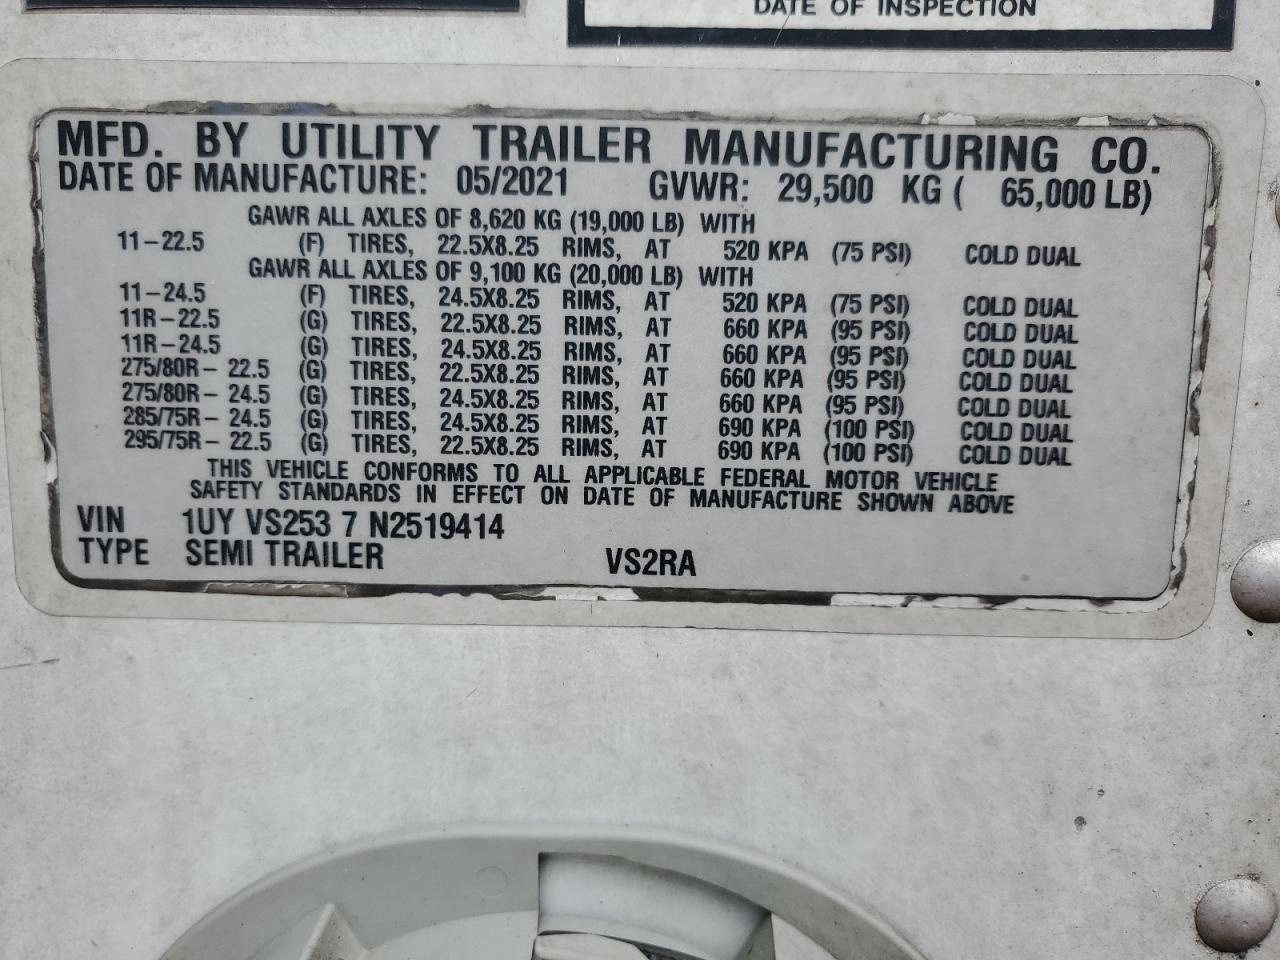 DATE OF INSPECTION
MFD. BY UTILITY TRAILER MANUFACTURING CO.
DATE OF MANUFACTURE: 05/2021 GVWR: 29,500 KG ( 65,000 LB)
GAWR ALL AXLES OF 8,620 KG (19,000 LB) WITH
11-22.5 (F) TIRES, 22.5X8.25 RIMS, AT 520 KPA (75 PSI) COLD DUAL
GAWR ALL AXLES OF 9,100 KG (20,000 LB) WITH
11-24.5 (F) TIRES, 24.5X8.25 RIMS, AT 520 KPA (75 PSI) COLD DUAL
11R-22.5 (G) TIRES, 22.5X8.25 RIMS, AT 660 KPA (95 PSI) COLD DUAL
11R-24.5 (G) TIRES, 24.5X8.25 RIMS, AT 660 KPA (95 PSI) COLD DUAL
275/80R- 22.5 (G) TIRES, 22.5X8.25 RIMS, AT 660 KPA (95 PSI) COLD DUAL
275/80R- 24.5 (G) TIRES, 24.5X8.25 RIMS, AT 660 KPA (95 PSI) COLD DUAL
285/75R- 24.5 (G) TIRES, 24.5X8.25 RIMS, AT 690 KPA (100 PSI) COLD DUAL
295/75R- 22.5 (G) TIRES, 22.5X8.25 RIMS, AT 690 KPA (100 PSI) COLD DUAL
THIS VEHICLE CONFORMS TO ALL APPLICABLE FEDERAL MOTOR VEHICLE
SAFETY STANDARDS IN EFFECT ON DATE OF MANUFACTURE SHOWN ABOVE
VIN 1UY VS253 7 N2519414
TYPE SEMI TRAILER VS2RA